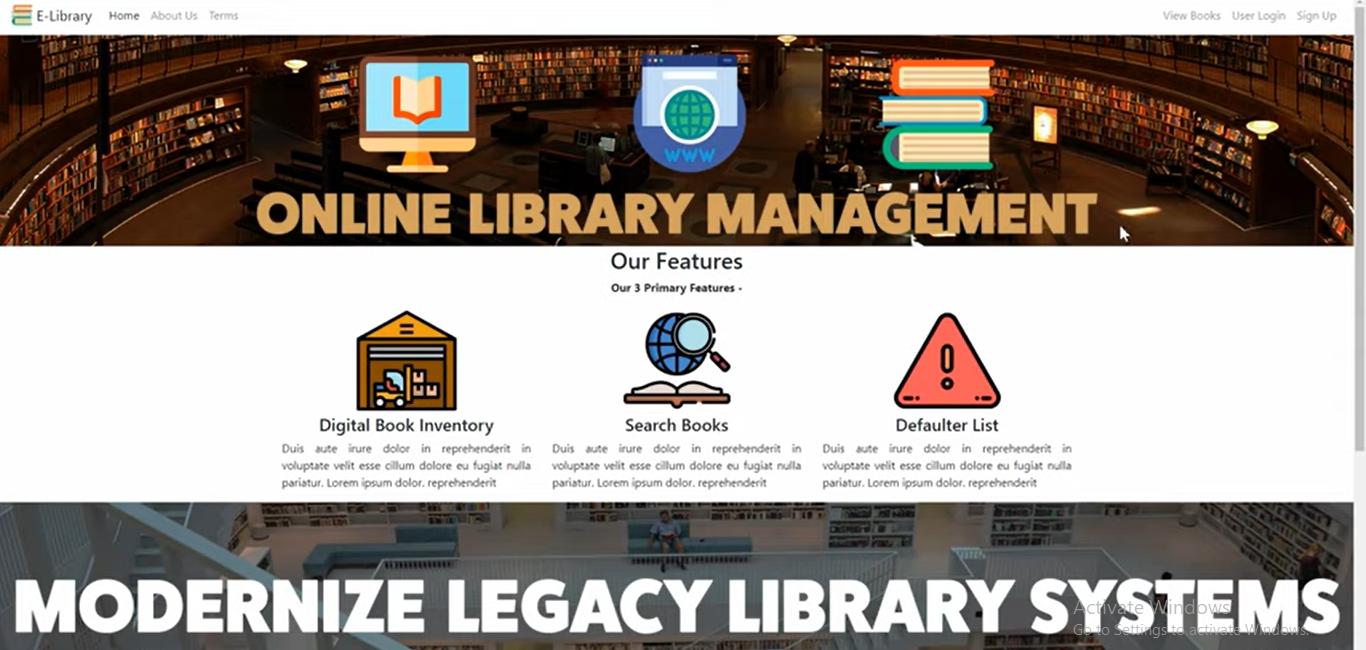 E-Library Home About Us Terms View Books User Login Sign Up
WWW
ONLINE LIBRARY MANAGEMENT
Our Features
Our 3 Primary Features -
Digital Book Inventory
Duis aute irure dolor in reprehenderit in
voluptate velit esse cillum dolore eu fugiat nulla
pariatur. Lorem ipsum dolor. reprehenderit
Search Books
Duis aute irure dolor in reprehenderit in
voluptate velit esse cillum dolore eu fugiat nulla
pariatur. Lorem ipsum dolor. reprehenderit
Defaulter List
Duis aute irure dolor in reprehenderit in
voluptate velit esse cillum dolore eu fugiat nulla
pariatur. Lorem ipsum dolor. reprehenderit
MODERNIZE LEGACY LIBRARY SYSTEMS
Activate Windows
Go to Settings to activate Windows.